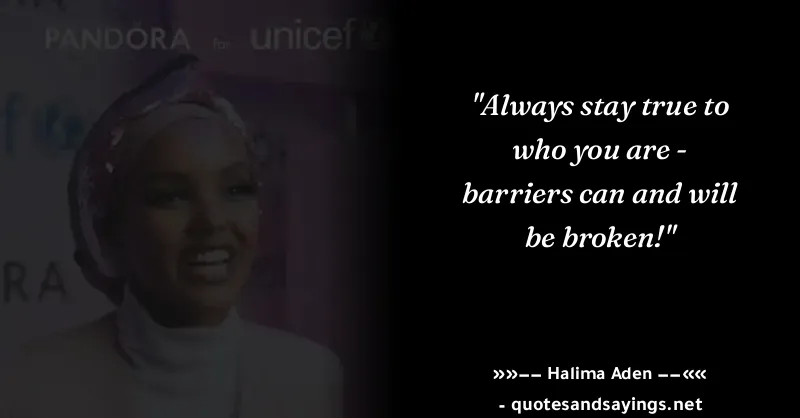 PANDÓRA for unicef
"Always stay true to
who you are -
barriers can and will
be broken!"
RA
»»−− Halima Aden −−««
- quotesandsayings.net